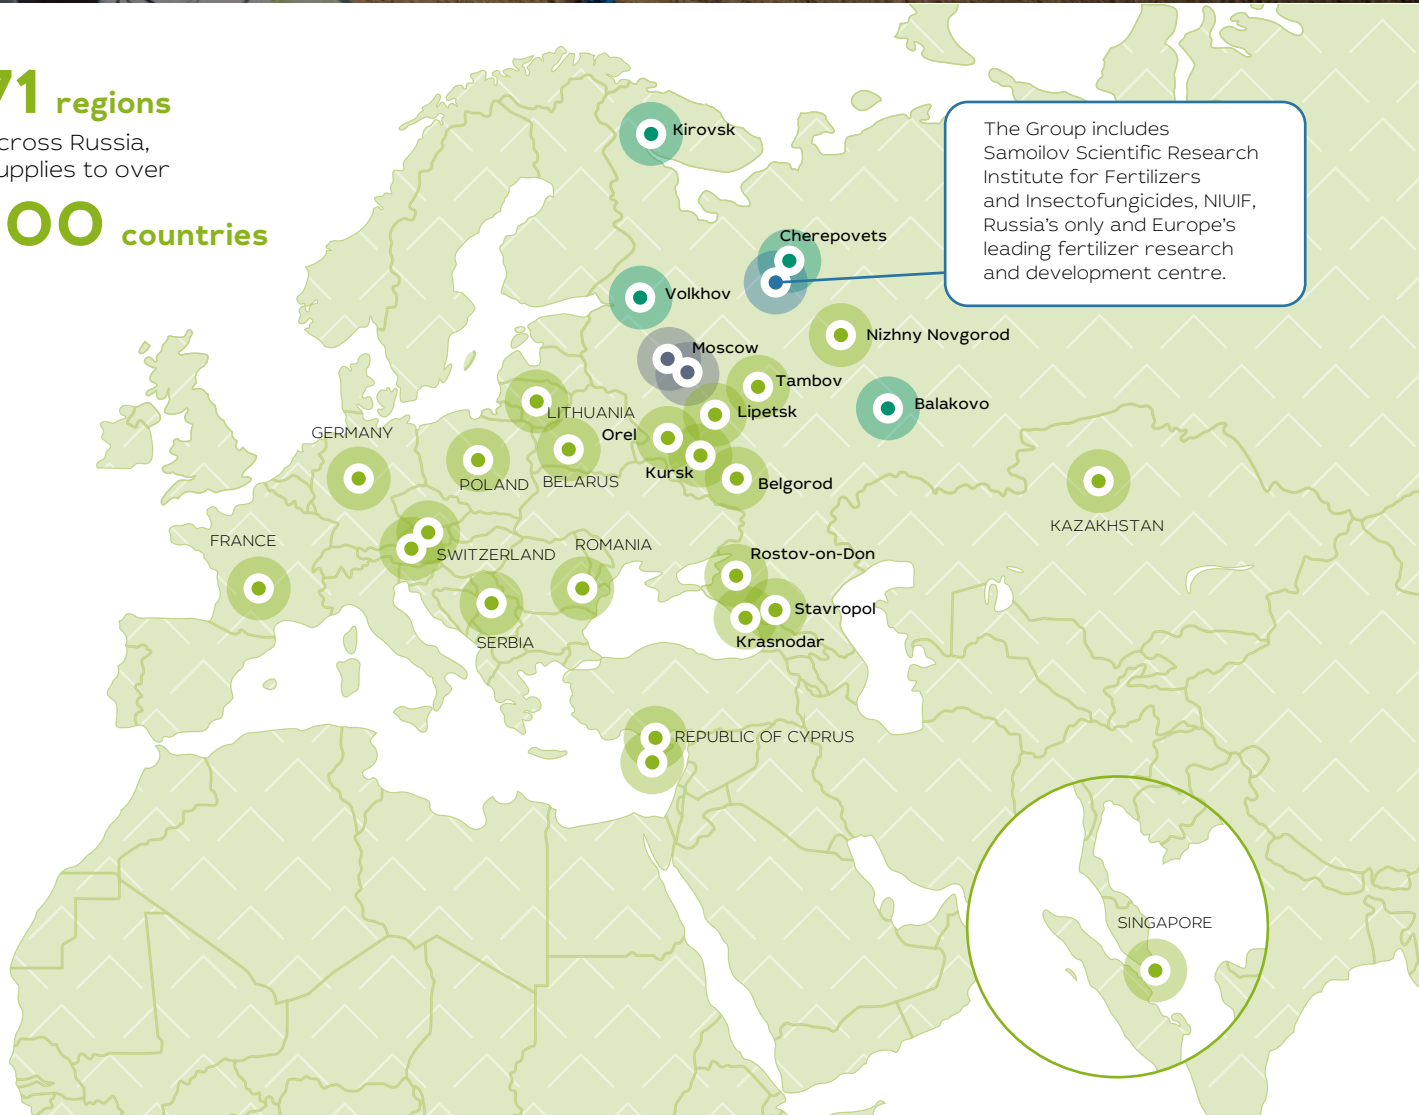 71 regions
cross Russia,
upplies to over
00 countries
The Group includes
Samoilov Scientific Research
Institute for Fertilizers
and Insectofungicides, NIUIF,
Russia's only and Europe's
leading fertilizer research
and development centre.
Kirovsk
Cherepovets
Volkhov
Nizhny Novgorod
Moscow
Tambov
Balakovo
Lipetsk
LITHUANIA
Orel
GERMANY
Kursk
POLAND
BELARUS
Belgorod
KAZAKHSTAN
FRANCE
SWITZERLAND
ROMANIA
Rostov-on-Don
Stavropol
SERBIA
Krasnodar
REPUBLIC OF CYPRUS
SINGAPORE